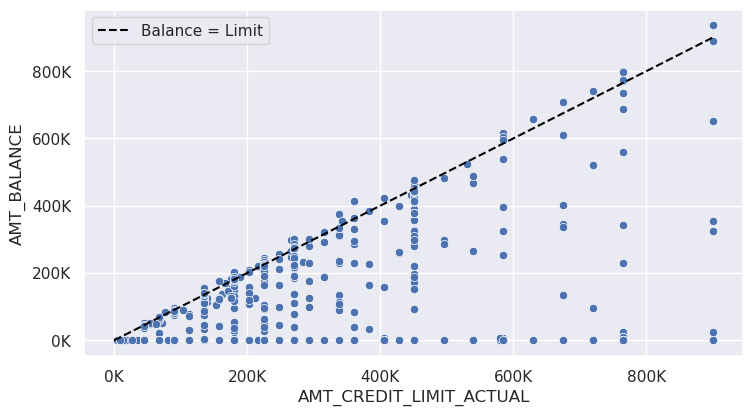 Balance = Limit
800K
600K
400K
200K
0K
AMT_BALANCE
0K 200K 400K 600K 800K
AMT_CREDIT_LIMIT_ACTUAL